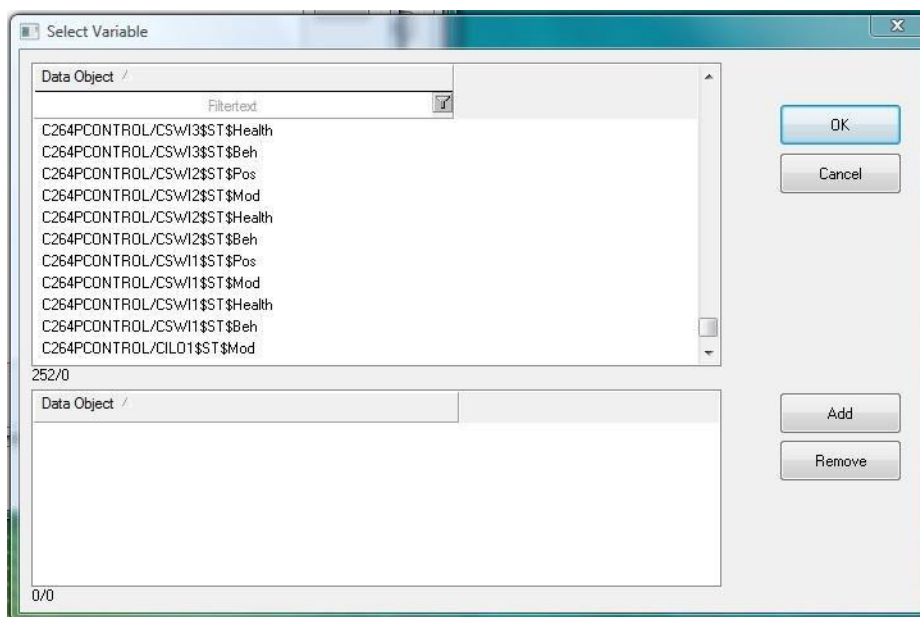 Select Variable
Data Object
Filtertext
OK
C264PCONTROL/CSWI3$ST$Health
C264PCONTROL/CSWI3$ST$Beh
C264PCONTROL/CSWI2$ST$Pos
Cancel
C264PCONTROL/CSWI2$ST$Mod
C264PCONTROL/CSWI2$ST$Health
C264PCONTROL/CSWI2$ST$Beh
C264PCONTROL/CSWI1$ST$Pos
C264PCONTROL/CSWI1$ST$Mod
C264PCONTROL/CSWI1$ST$Health
C264PCONTROL/CSWI1$ST$Beh
C264PCONTROL/CILO1$ST$Mod
252/0
Data Object
Add
Remove
0/0